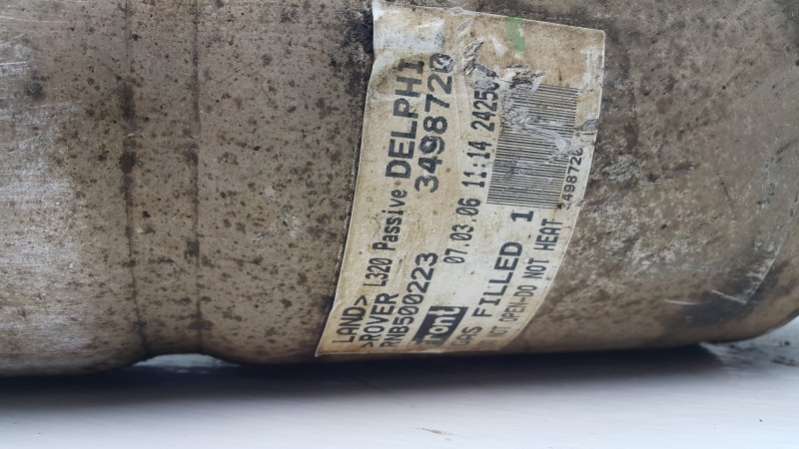 LAND>
>ROVER L320 Passive DELPHI
RNB500223 3498720
ront 07.03.06 11:14 24250
GAS FILLED 1
NOT OPEN-DO NOT HEAT 3498720